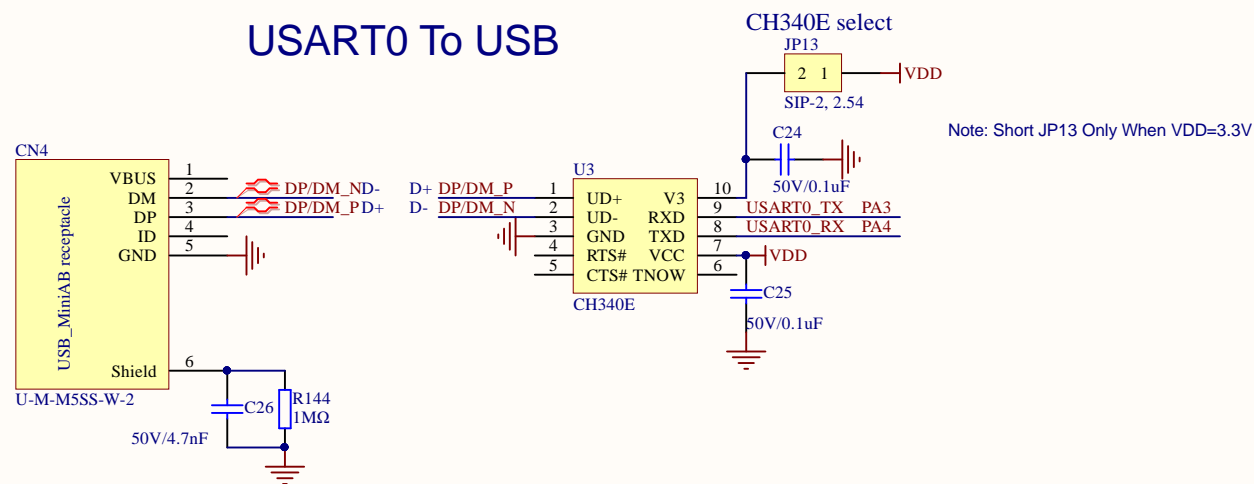 USART0 To USB
CH340E select
JP13
2 1
VDD
SIP-2, 2.54
Note: Short JP13 Only When VDD=3.3V
C24
50V/0.1uF
CN4
VBUS 1
DM 2
DP 3
ID 4
GND 5
USB_MiniAB receptacle
Shield 6
U-M-M5SS-W-2
DP/DM_N D-
DP/DM_P D+
D+ DP/DM_P
D- DP/DM_N
U3
1 UD+ V3 10
2 UD- RXD 9
3 GND TXD 8
4 RTS# VCC 7
5 CTS# TNOW 6
CH340E
USART0_TX PA3
USART0_RX PA4
VDD
C25
50V/0.1uF
C26
50V/4.7nF
R144
1MΩ